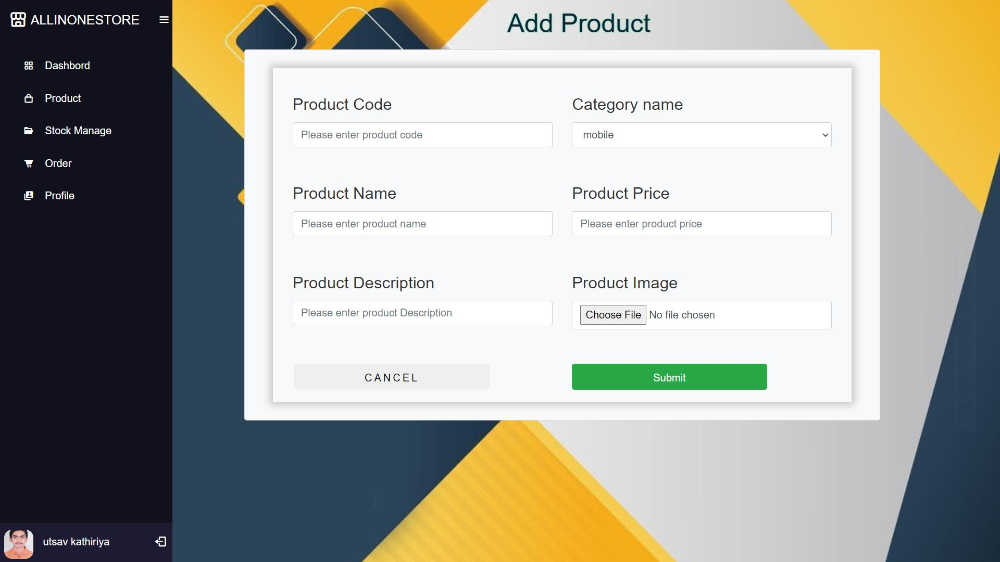 ALLINONESTORE
Dashbord
Product
Stock Manage
Order
Profile
utsav kathiriya
Add Product
Product Code
Please enter product code
Category name
mobile
Product Name
Please enter product name
Product Price
Please enter product price
Product Description
Please enter product Description
Product Image
Choose File No file chosen
CANCEL
Submit